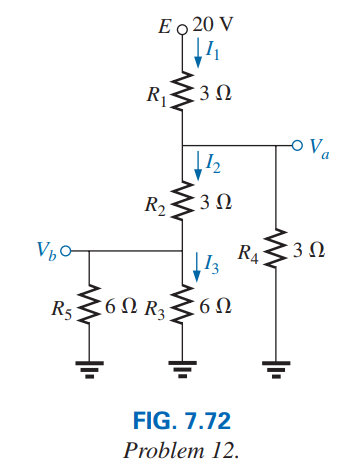 E 20 V
I₁
R₁ 3 Ω
Vₐ
I₂
R₂ 3 Ω
V_b
I₃
R₄ 3 Ω
R₅ 6 Ω R₃ 6 Ω
FIG. 7.72
Problem 12.